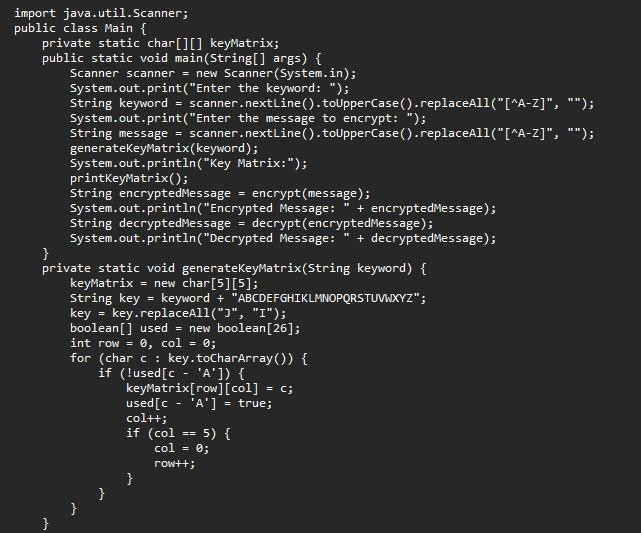 import java.util.Scanner;
public class Main {
    private static char[][] keyMatrix;
    public static void main(String[] args) {
        Scanner scanner = new Scanner(System.in);
        System.out.print("Enter the keyword: ");
        String keyword = scanner.nextLine().toUpperCase().replaceAll("[^A-Z]", "");
        System.out.print("Enter the message to encrypt: ");
        String message = scanner.nextLine().toUpperCase().replaceAll("[^A-Z]", "");
        generateKeyMatrix(keyword);
        System.out.println("Key Matrix:");
        printKeyMatrix();
        String encryptedMessage = encrypt(message);
        System.out.println("Encrypted Message: " + encryptedMessage);
        String decryptedMessage = decrypt(encryptedMessage);
        System.out.println("Decrypted Message: " + decryptedMessage);
    }
    private static void generateKeyMatrix(String keyword) {
        keyMatrix = new char[5][5];
        String key = keyword + "ABCDEFGHIKLMNOPQRSTUVWXYZ";
        key = key.replaceAll("J", "I");
        boolean[] used = new boolean[26];
        int row = 0, col = 0;
        for (char c : key.toCharArray()) {
            if (!used[c - 'A']) {
                keyMatrix[row][col] = c;
                used[c - 'A'] = true;
                col++;
                if (col == 5) {
                    col = 0;
                    row++;
                }
            }
        }
    }